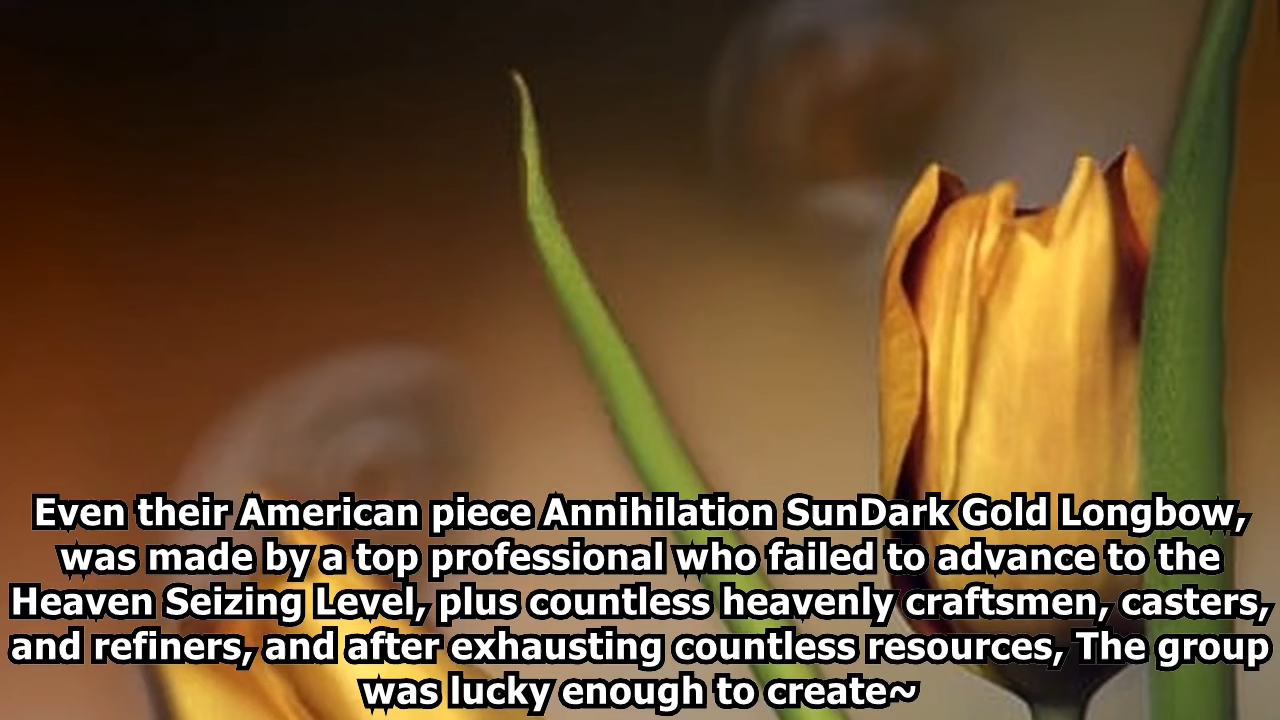 Even their American piece Annihilation SunDark Gold Longbow,
was made by a top professional who failed to advance to the
Heaven Seizing Level, plus countless heavenly craftsmen, casters,
and refiners, and after exhausting countless resources, The group
was lucky enough to create~